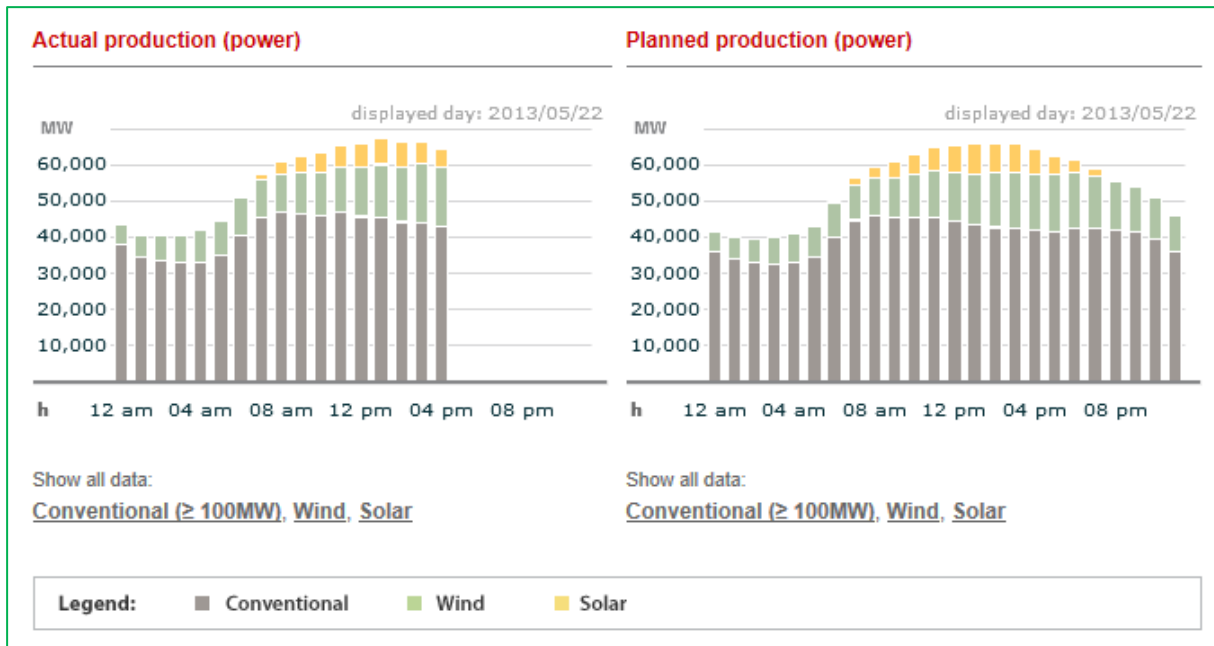 Actual production (power)
displayed day: 2013/05/22
MW
60,000
50,000
40,000
30,000
20,000
10,000
h 12 am 04 am 08 am 12 pm 04 pm 08 pm
Show all data:
Conventional (≥ 100MW), Wind, Solar
Planned production (power)
displayed day: 2013/05/22
MW
60,000
50,000
40,000
30,000
20,000
10,000
h 12 am 04 am 08 am 12 pm 04 pm 08 pm
Show all data:
Conventional (≥ 100MW), Wind, Solar
Legend: Conventional Wind Solar